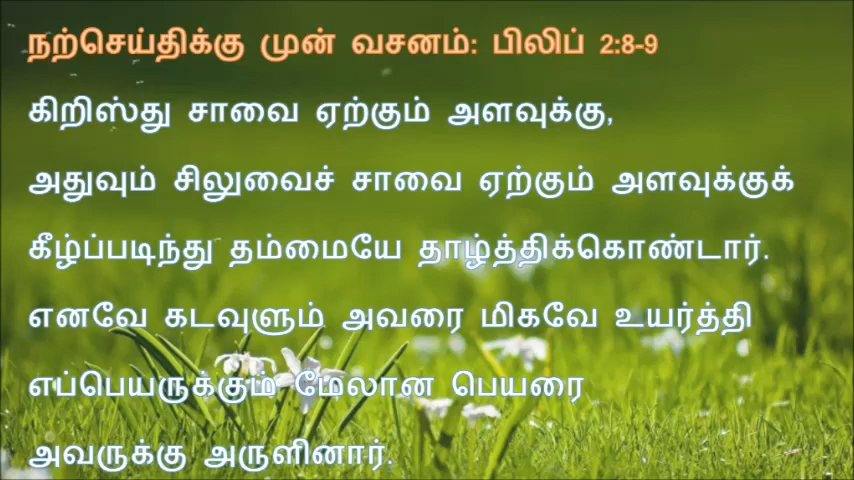 நற்செய்திக்கு முன் வசனம்: பிலிப் 2:8-9
கிறிஸ்து சாவை ஏற்கும் அளவுக்கு,
அதுவும் சிலுவைச் சாவை ஏற்கும் அளவுக்குக்
கீழ்ப்படிந்து தம்மையே தாழ்த்திக்கொண்டார்.
எனவே கடவுளும் அவரை மிகவே உயர்த்தி
எப்பெயருக்கும் மேலான பெயரை
அவருக்கு அருளினார்.